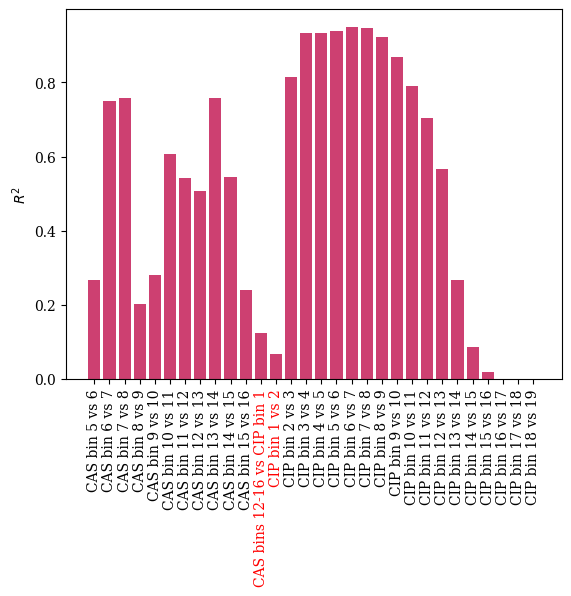 R²
0.8
0.6
0.4
0.2
0.0
CAS bin 5 vs 6
CAS bin 6 vs 7
CAS bin 7 vs 8
CAS bin 8 vs 9
CAS bin 9 vs 10
CAS bin 10 vs 11
CAS bin 11 vs 12
CAS bin 12 vs 13
CAS bin 13 vs 14
CAS bin 14 vs 15
CAS bin 15 vs 16
CAS bins 12-16 vs CIP bin 1
CIP bin 1 vs 2
CIP bin 2 vs 3
CIP bin 3 vs 4
CIP bin 4 vs 5
CIP bin 5 vs 6
CIP bin 6 vs 7
CIP bin 7 vs 8
CIP bin 8 vs 9
CIP bin 9 vs 10
CIP bin 10 vs 11
CIP bin 11 vs 12
CIP bin 12 vs 13
CIP bin 13 vs 14
CIP bin 14 vs 15
CIP bin 15 vs 16
CIP bin 16 vs 17
CIP bin 17 vs 18
CIP bin 18 vs 19